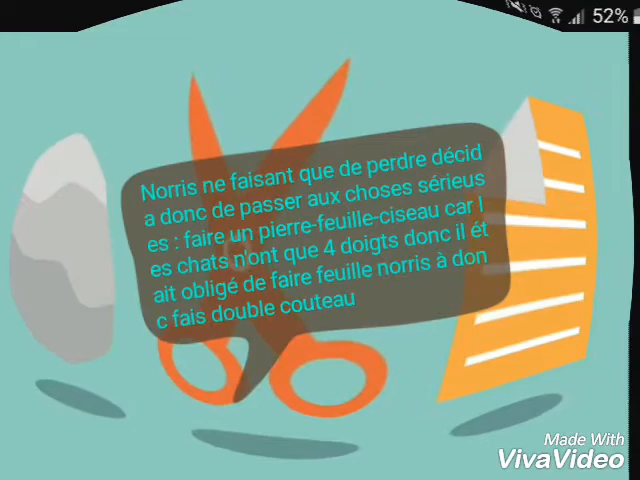 52%
Norris ne faisant que de perdre décid
a donc de passer aux choses sérieus
es : faire un pierre-feuille-ciseau car l
es chats n'ont que 4 doigts donc il ét
ait obligé de faire feuille norris à don
c fais double couteau
Made With
VivaVideo